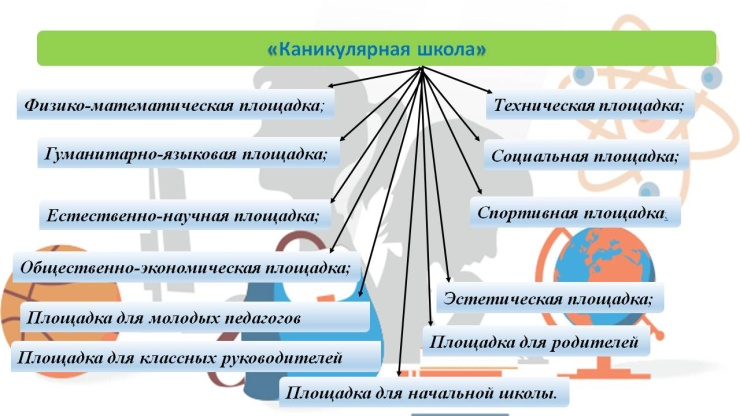 «Каникулярная школа»
Физико-математическая площадка;
Техническая площадка;
Гуманитарно-языковая площадка;
Социальная площадка;
Естественно-научная площадка;
Спортивная площадка.
Общественно-экономическая площадка;
Эстетическая площадка;
Площадка для молодых педагогов
Площадка для родителей
Площадка для классных руководителей
Площадка для начальной школы.